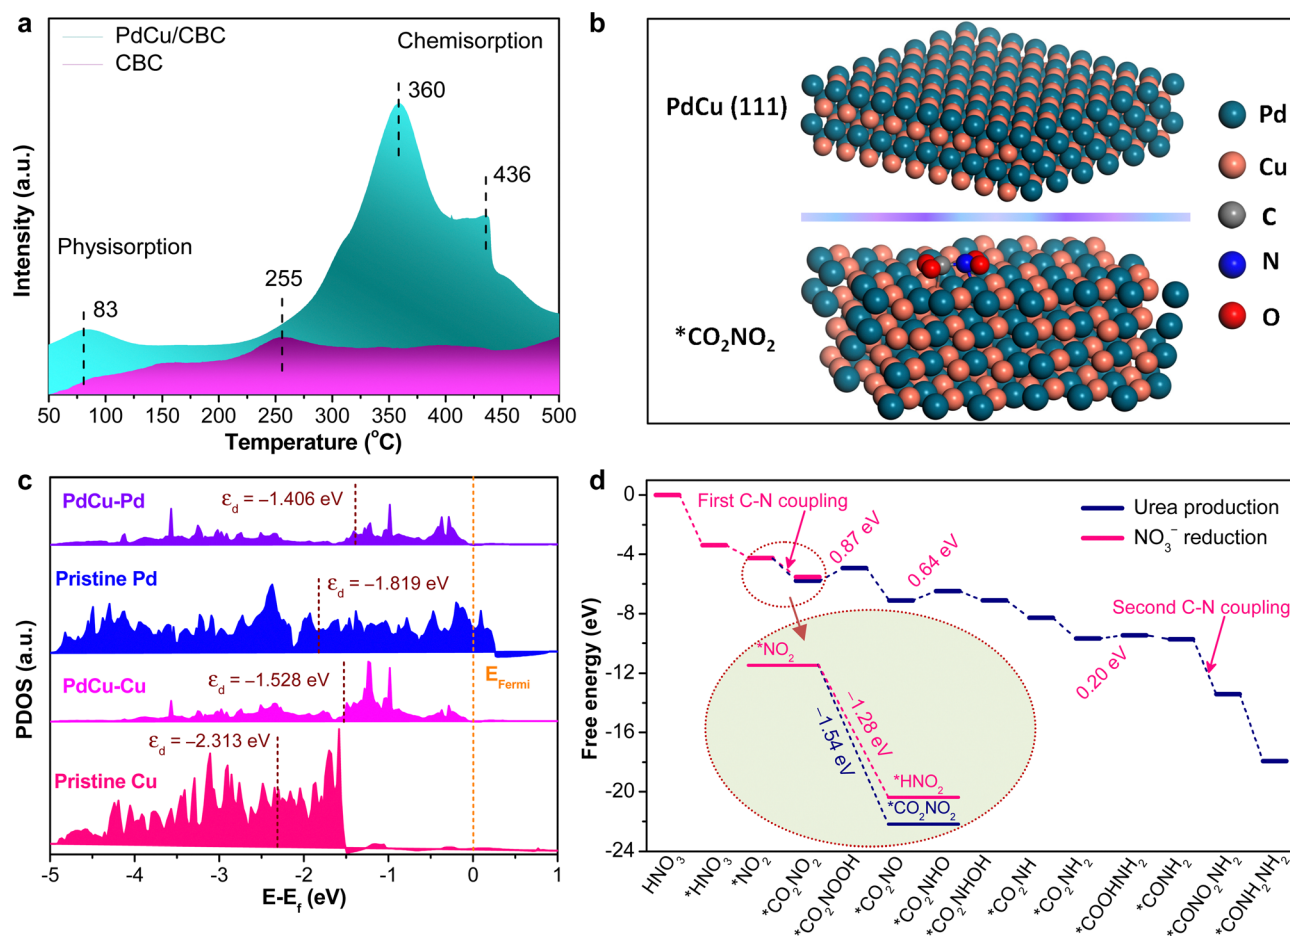 a
PdCu/CBC
CBC
Chemisorption
360
436
Physisorption
83
255
Intensity (a.u.)
50 100 150 200 250 300 350 400 450 500
Temperature (°C)
b
PdCu (111)
*CO₂NO₂
Pd
Cu
C
N
O
c
PdCu-Pd
εd = −1.406 eV
Pristine Pd
εd = −1.819 eV
PdCu-Cu
εd = −1.528 eV
EFermi
Pristine Cu
εd = −2.313 eV
PDOS (a.u.)
-5 -4 -3 -2 -1 0 1
E-Ef (eV)
d
First C-N coupling
Urea production
NO₃⁻ reduction
0.87 eV
0.64 eV
Second C-N coupling
0.20 eV
*NO₂
−1.28 eV
−1.54 eV
*HNO₂
*CO₂NO₂
Free energy (eV)
0
-4
-8
-12
-16
-20
-24
HNO₃
*HNO₃
*NO₂
*CO₂NO₂
*CO₂NOOH
*CO₂NO
*CO₂NHO
*CO₂NHOH
*CO₂NH
*CO₂NH₂
*COOHNH₂
*CONH₂
*CONO₂NH₂
*CONH₂NH₂